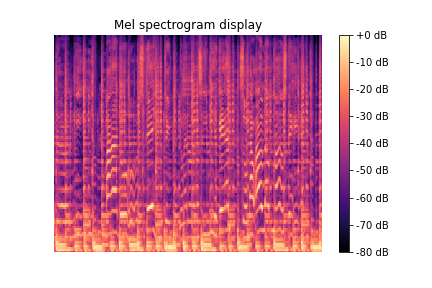 Mel spectrogram display
+0 dB
-10 dB
-20 dB
-30 dB
-40 dB
-50 dB
-60 dB
-70 dB
-80 dB